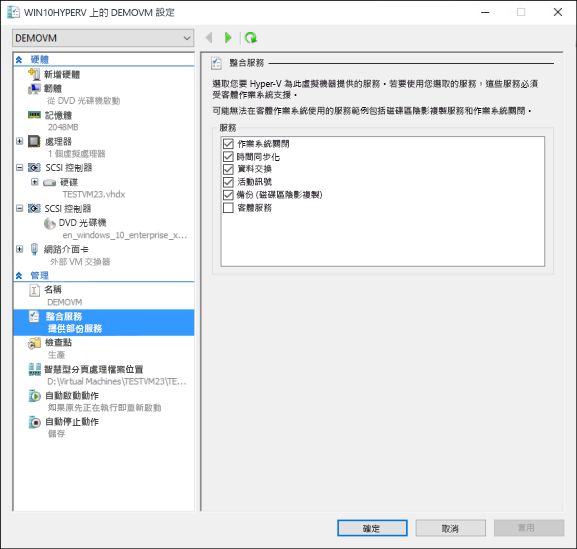 WIN10HYPERV 上的 DEMOVM 設定
DEMOVM
硬體
新增硬體
韌體
從 DVD 光碟機啟動
記憶體
2048MB
處理器
1 個虛擬處理器
SCSI 控制器
硬碟
TESTVM23.vhdx
SCSI 控制器
DVD 光碟機
en_windows_10_enterprise_x...
網路介面卡
外部 VM 交換器
管理
名稱
DEMOVM
整合服務
提供部份服務
檢查點
生產
智慧型分頁處理檔案位置
D:\Virtual Machines\TESTVM23\TE...
自動啟動動作
如果原先正在執行即重新啟動
自動停止動作
儲存
整合服務
選取您要 Hyper-V 為此虛擬機器提供的服務。若要使用您選取的服務，這些服務必須
受客體作業系統支援。
可能無法在客體作業系統使用的服務範例包括磁碟區陰影複製服務和作業系統關閉。
服務
作業系統關閉
時間同步化
資料交換
活動訊號
備份 (磁碟區陰影複製)
客體服務
確定
取消
套用